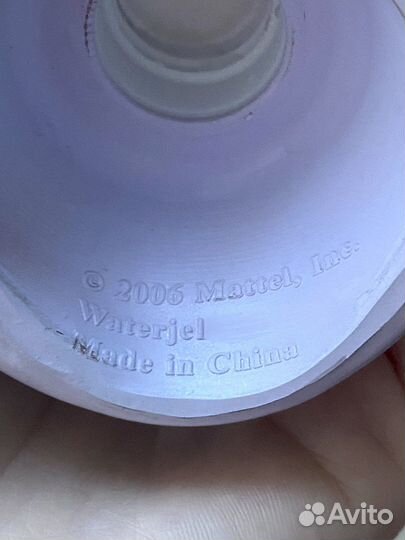 © 2006 Mattel, Inc.
Waterjel
Made in China
Avito